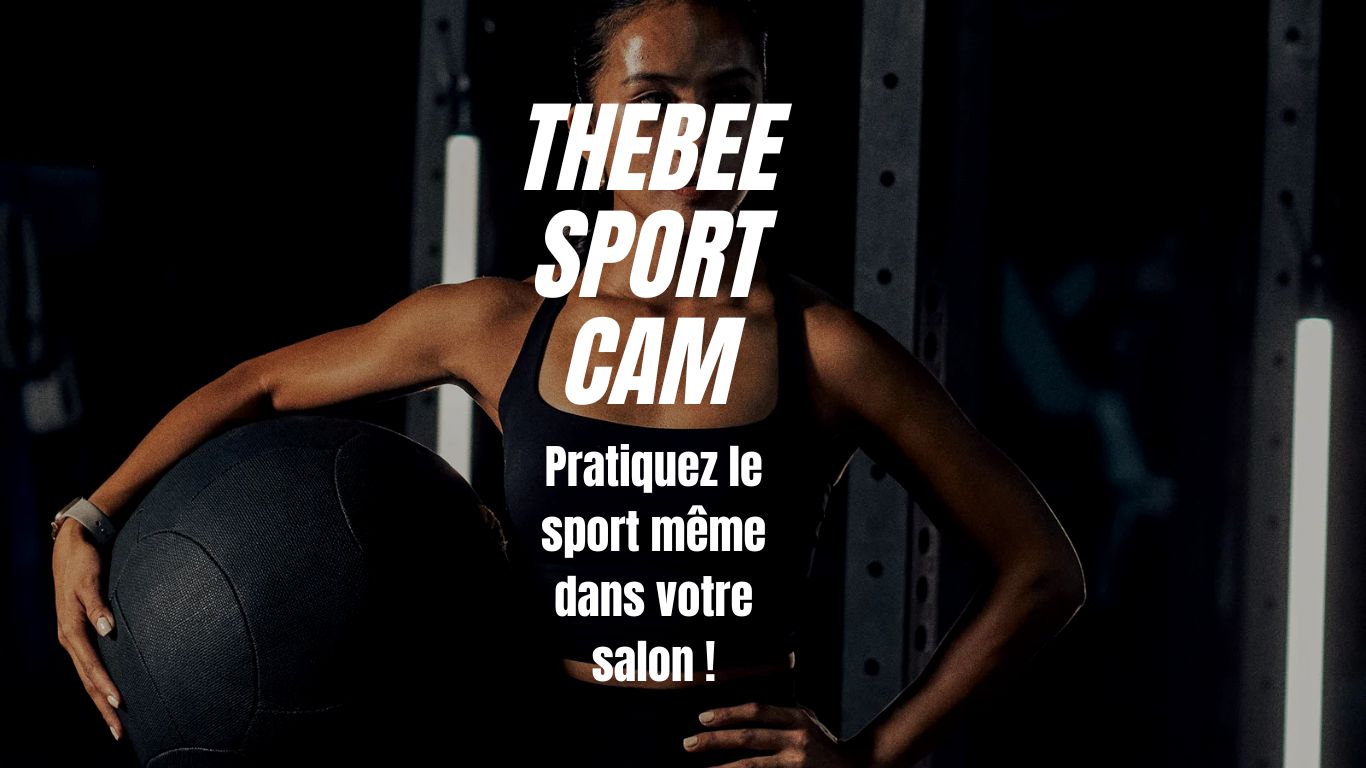 THEBEE
SPORT
CAM
Pratiquez le
sport même
dans votre
salon !